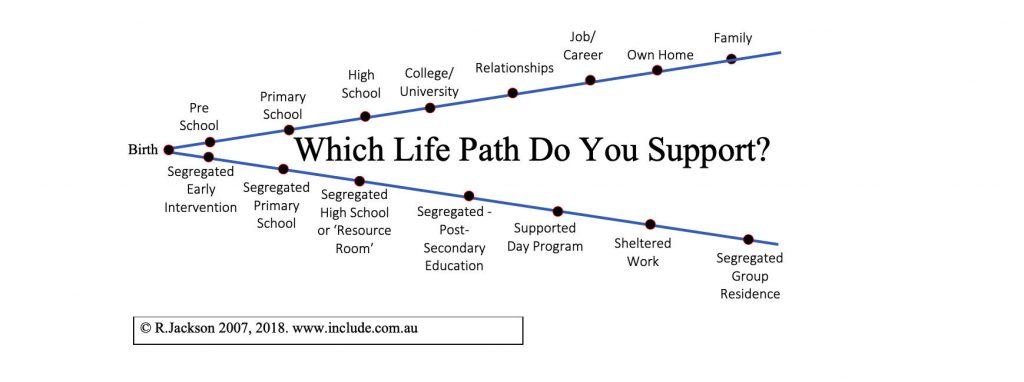 Job/
Career
Family
Own Home
Relationships
College/
University
High
School
Primary
School
Pre
School
Birth
Which Life Path Do You Support?
Segregated
Early
Intervention
Segregated
Primary
School
Segregated
High School
or ‘Resource
Room’
Segregated -
Post-
Secondary
Education
Supported
Day Program
Sheltered
Work
Segregated
Group
Residence
© R.Jackson 2007, 2018. www.include.com.au